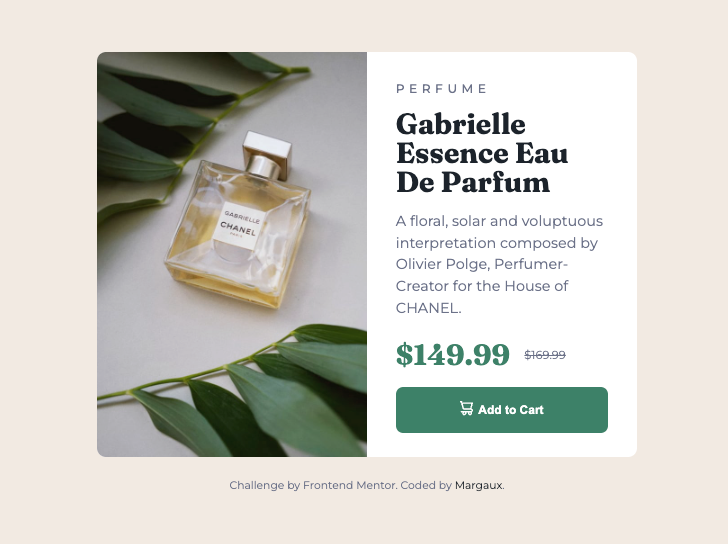 GABRIELLE
CHANEL
PARIS
PERFUME
Gabrielle
Essence Eau
De Parfum
A floral, solar and voluptuous
interpretation composed by
Olivier Polge, Perfumer-
Creator for the House of
CHANEL.
$149.99 $169.99
Add to Cart
Challenge by Frontend Mentor. Coded by Margaux.